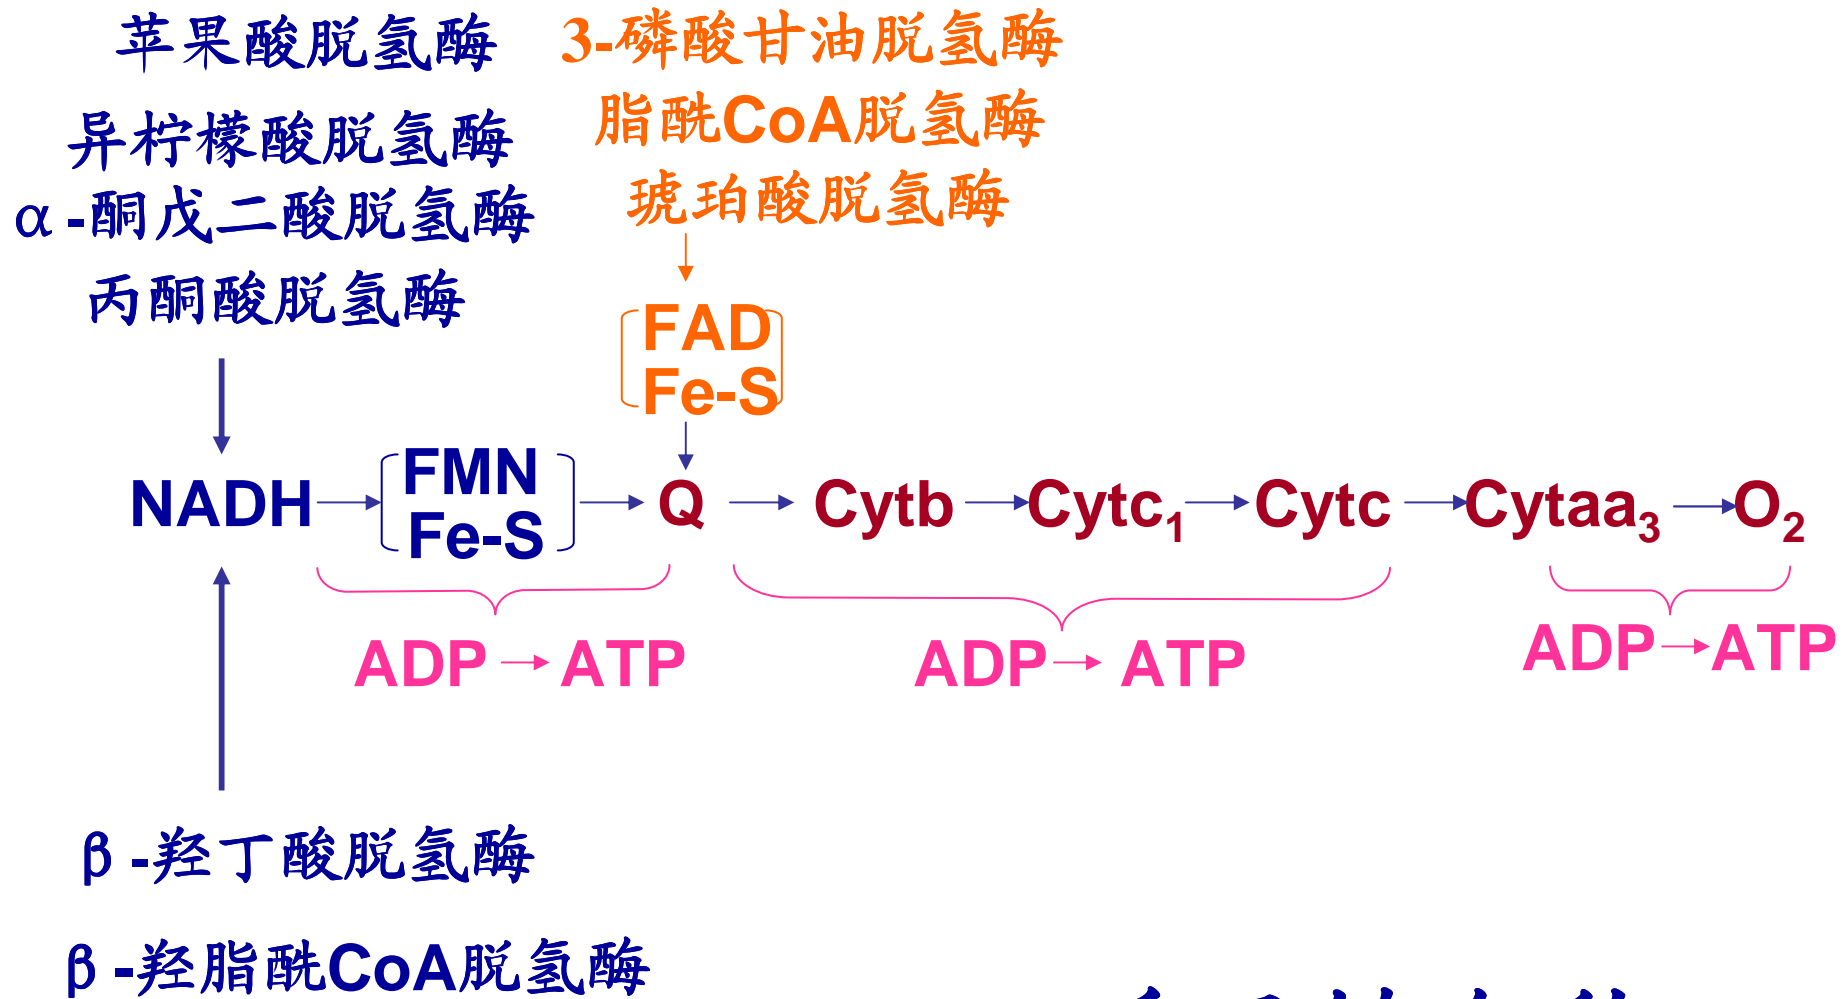 苹果酸脱氢酶
3-磷酸甘油脱氢酶
异柠檬酸脱氢酶
脂酰CoA脱氢酶
α-酮戊二酸脱氢酶
琥珀酸脱氢酶
丙酮酸脱氢酶
FAD
Fe-S
NADH
FMN
Fe-S
Q
Cytb
Cytc₁
Cytc
Cytaa₃
O₂
ADP → ATP
ADP → ATP
ADP → ATP
β-羟丁酸脱氢酶
β-羟脂酰CoA脱氢酶